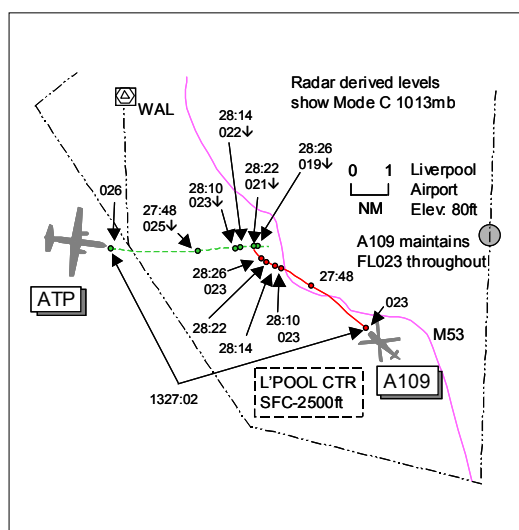 Radar derived levels
show Mode C 1013mb
WAL
28:14
022↓
28:22
021↓
28:26
019↓
0 1
NM
Liverpool
Airport
Elev: 80ft
026
27:48
025↓
28:10
023↓
A109 maintains
FL023 throughout
ATP
28:26
023
28:22
28:14
28:10
023
27:48
023
M53
1327:02
L'POOL CTR
SFC-2500ft
A109